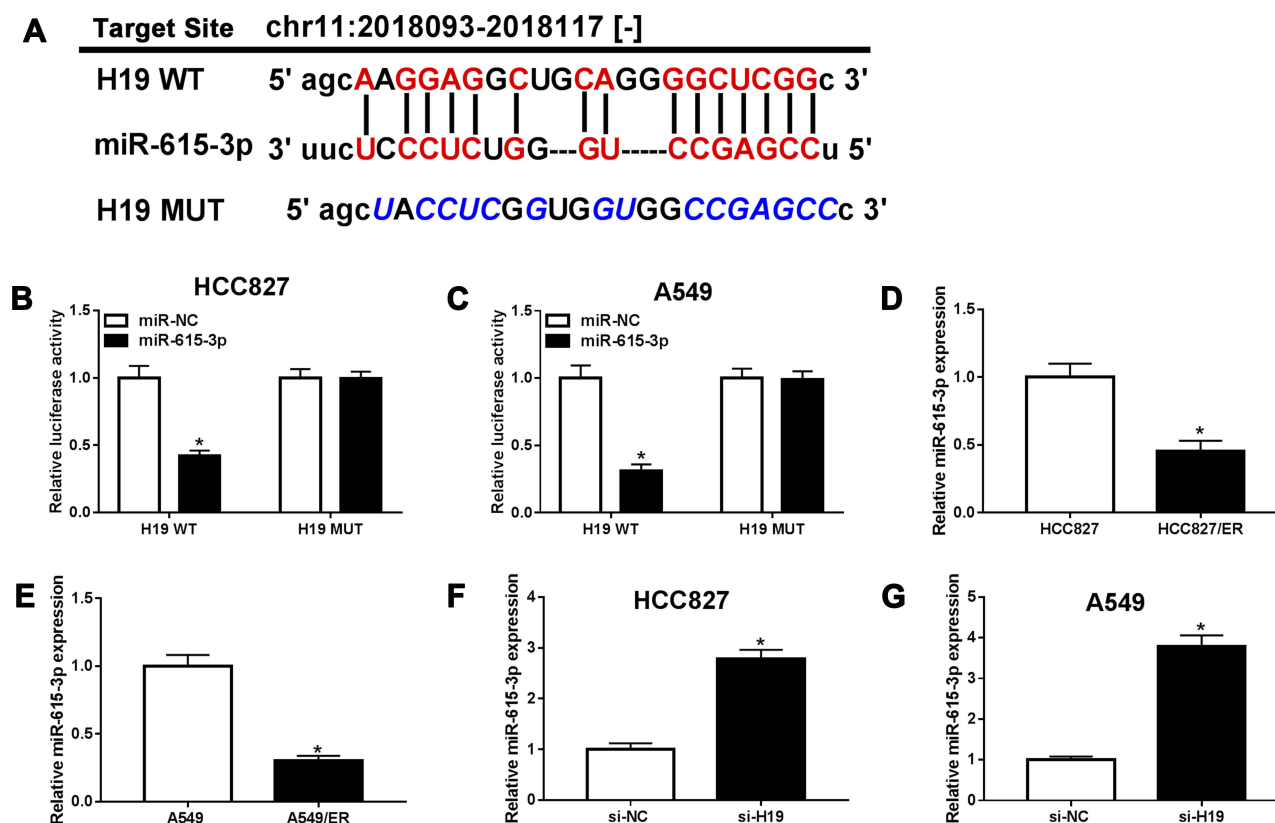 A
Target Site chr11:2018093-2018117 [-]
H19 WT 5' agcAAGGAGGCUGCAGGGGCUCGGc 3'
miR-615-3p 3' uucUCCCUCUGG---GU-----CCGAGCCu 5'
H19 MUT 5' agcUACCUCGGUGGUGGCCGAGCCc 3'
B
HCC827
Relative luciferase activity
miR-NC
miR-615-3p
1.5
1.0
0.5
0.0
*
H19 WT H19 MUT
C
A549
Relative luciferase activity
miR-NC
miR-615-3p
1.5
1.0
0.5
0.0
*
H19 WT H19 MUT
D
Relative miR-615-3p expression
1.5
1.0
0.5
0.0
*
HCC827 HCC827/ER
E
Relative miR-615-3p expression
1.5
1.0
0.5
0.0
*
A549 A549/ER
F
HCC827
Relative miR-615-3p expression
4
3
2
1
0
*
si-NC si-H19
G
A549
Relative miR-615-3p expression
5
4
3
2
1
0
*
si-NC si-H19